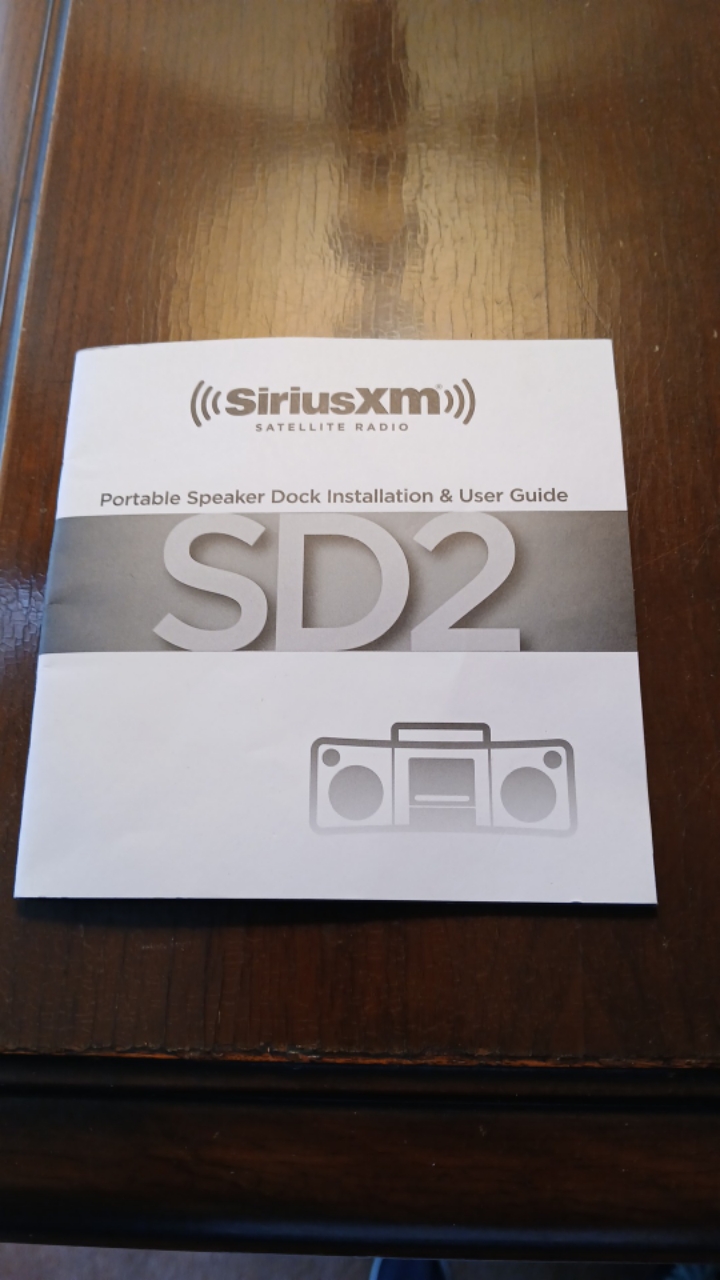 SiriusXM®
SATELLITE RADIO
Portable Speaker Dock Installation & User Guide
SD2